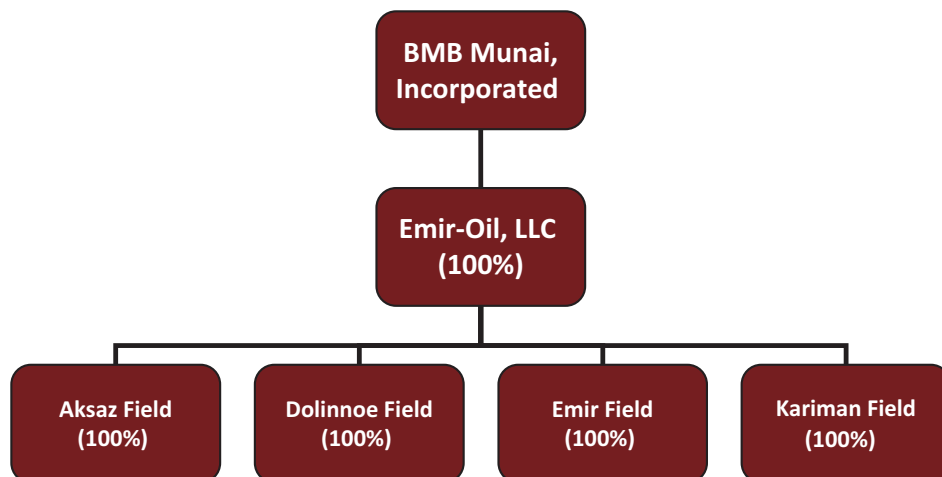 BMB Munai,
Incorporated
Emir-Oil, LLC
(100%)
Aksaz Field
(100%)
Dolinnoe Field
(100%)
Emir Field
(100%)
Kariman Field
(100%)